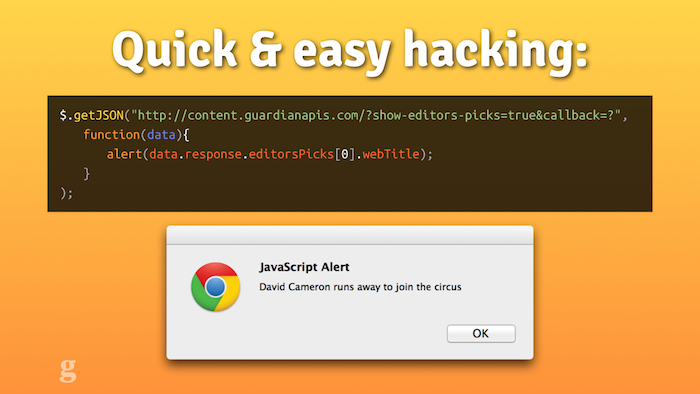 Quick & easy hacking:
$.getJSON("http://content.guardianapis.com/?show-editors-picks=true&callback=?",
function(data){
alert(data.response.editorsPicks[0].webTitle);
}
);
JavaScript Alert
David Cameron runs away to join the circus
OK
g